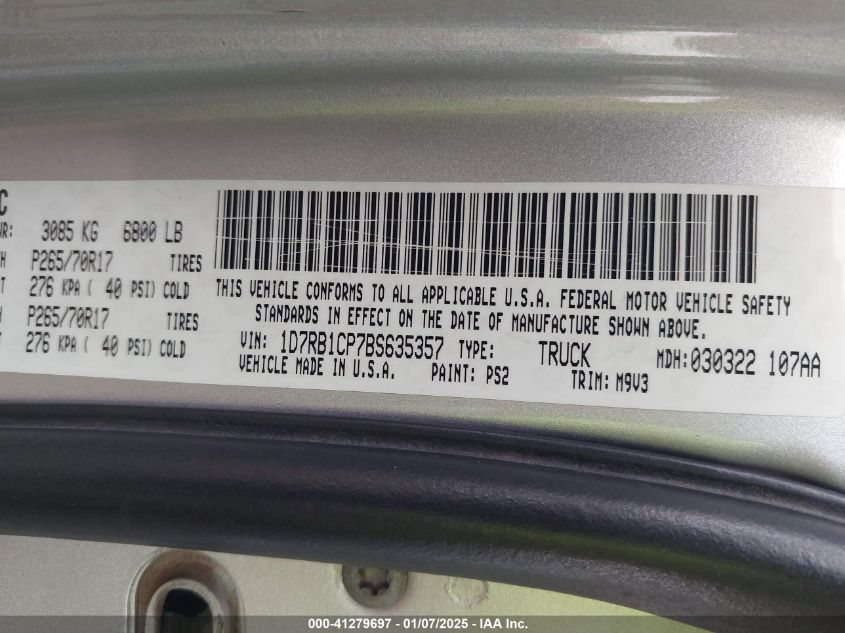 C
WR: 3085 KG 6800 LB
H P265/70R17 TIRES
T 276 KPA ( 40 PSI) COLD
P265/70R17 TIRES
276 KPA ( 40 PSI) COLD
THIS VEHICLE CONFORMS TO ALL APPLICABLE U.S.A. FEDERAL MOTOR VEHICLE SAFETY
STANDARDS IN EFFECT ON THE DATE OF MANUFACTURE SHOWN ABOVE.
VIN: 1D7RB1CP7BS635357 TYPE: TRUCK MDH: 030322 107AA
VEHICLE MADE IN U.S.A. PAINT: PS2 TRIM: M9V3
000-41279697 - 01/07/2025 - IAA Inc.